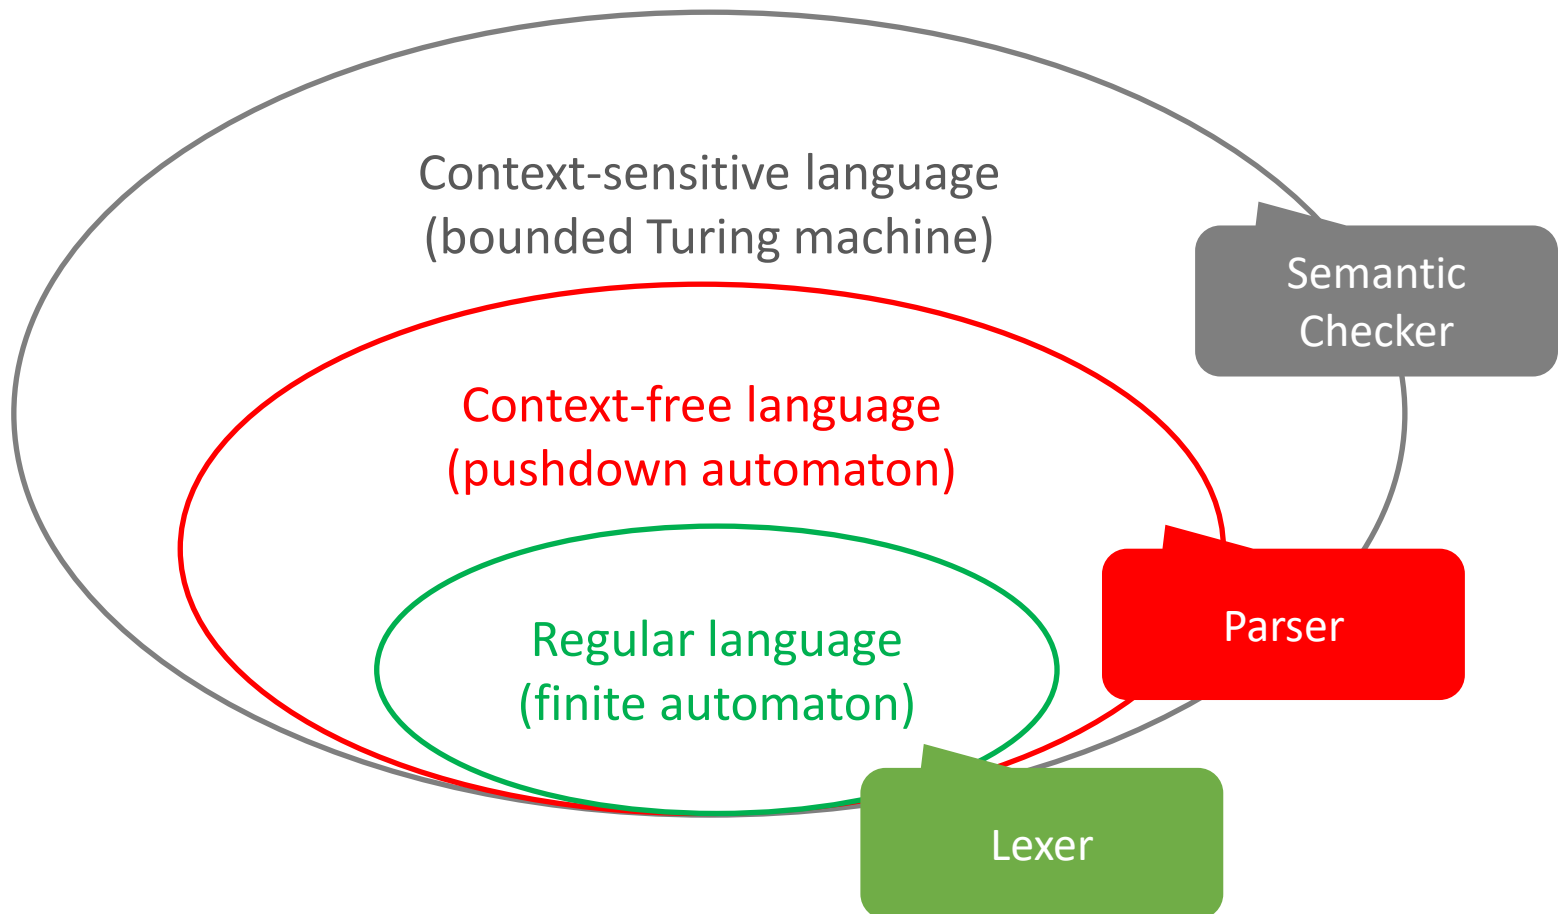 Context-sensitive language
(bounded Turing machine)
Semantic
Checker
Context-free language
(pushdown automaton)
Parser
Regular language
(finite automaton)
Lexer